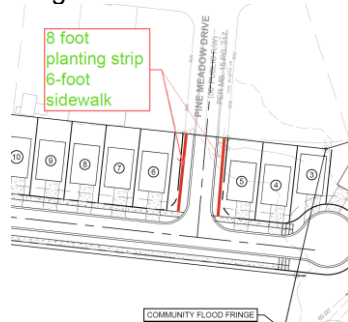 8 foot
planting strip
6-foot
sidewalk
PINE MEADOW DRIVE
10
9
8
7
6
5
4
3
COMMUNITY FLOOD FRINGE